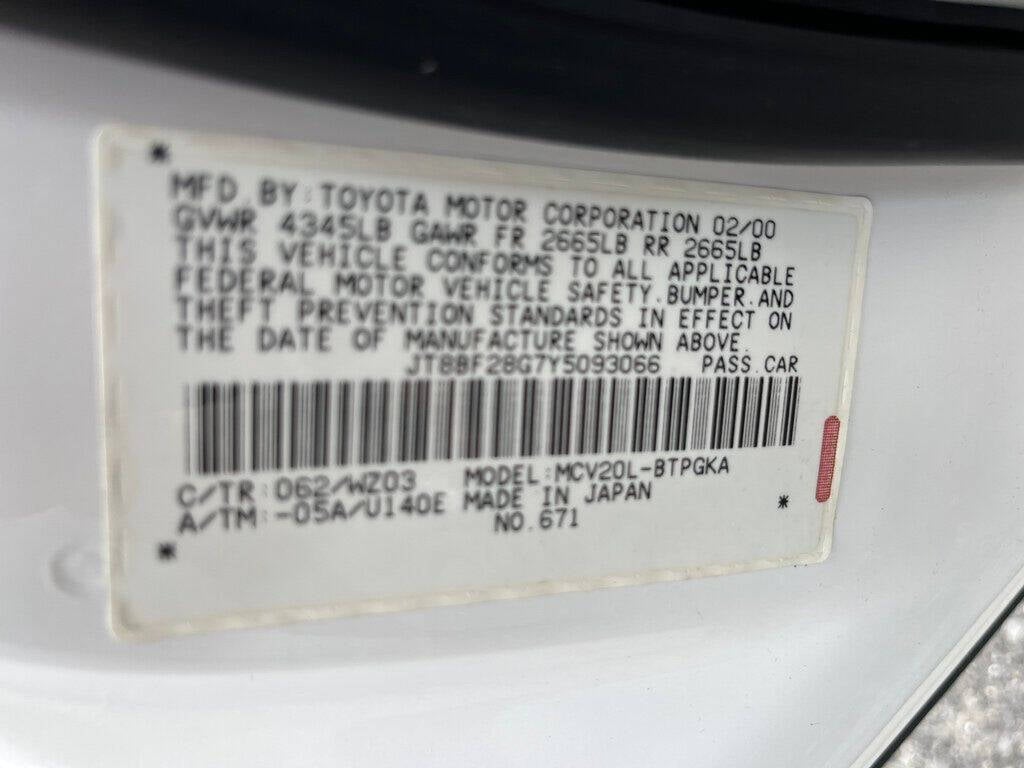 *
MFD. BY: TOYOTA MOTOR CORPORATION 02/00
GVWR 4345LB GAWR FR 2665LB RR 2665LB
THIS VEHICLE CONFORMS TO ALL APPLICABLE
FEDERAL MOTOR VEHICLE SAFETY, BUMPER, AND
THEFT PREVENTION STANDARDS IN EFFECT ON
THE DATE OF MANUFACTURE SHOWN ABOVE.
JT8BF28G7Y5093066 PASS. CAR
C/TR: 062/WZ03 MODEL: MCV20L-BTPGKA
A/TM: -05A/U140E MADE IN JAPAN *
* NO. 671